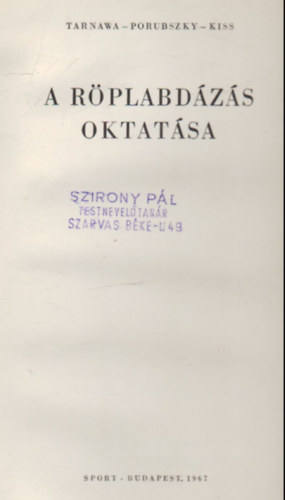 TARNAWA – PORUBSZKY – KISS
A RÖPLABDÁZÁS
OKTATÁSA
SZIRONY PÁL
TESTNEVELŐTANÁR
SZARVAS BÉKE-U 49
SPORT · BUDAPEST, 1967